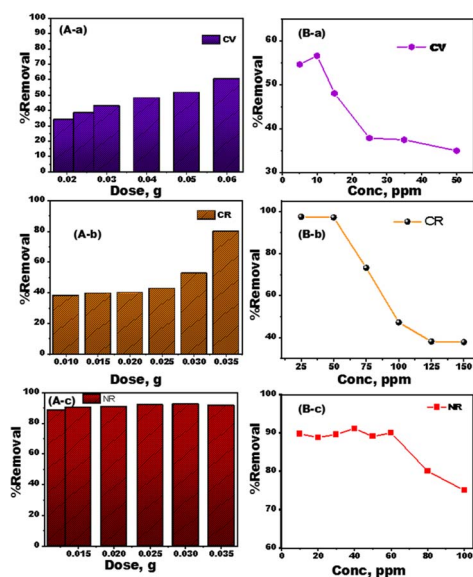 (A-a)
CV
%Removal
100
90
80
70
60
50
40
30
20
10
0
0.02 0.03 0.04 0.05 0.06
Dose, g
(B-a)
CV
%Removal
60
50
40
30
0 10 20 30 40 50
Conc, ppm
(A-b)
CR
%Removal
100
80
60
40
20
0
0.010 0.015 0.020 0.025 0.030 0.035
Dose, g
(B-b)
CR
%Removal
100
80
60
40
25 50 75 100 125 150
Conc, ppm
(A-c)
NR
%Removal
100
80
60
40
20
0
0.015 0.020 0.025 0.030 0.035
Dose, g
(B-c)
NR
%Removal
100
90
80
70
60
0 20 40 60 80 100
Conc, ppm